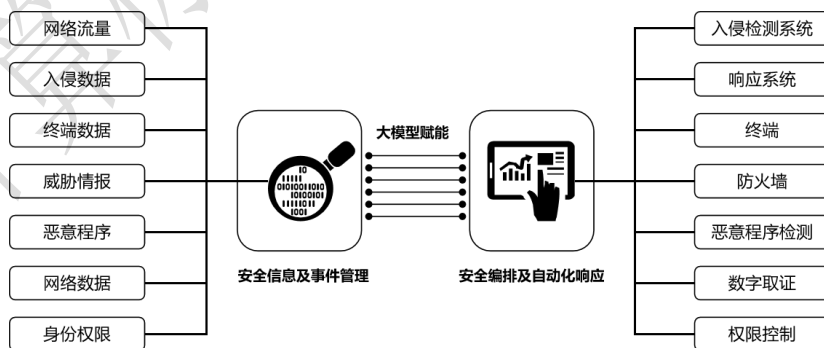 网络流量
入侵数据
终端数据
威胁情报
恶意程序
网络数据
身份权限
大模型赋能
安全信息及事件管理
安全编排及自动化响应
入侵检测系统
响应系统
终端
防火墙
恶意程序检测
数字取证
权限控制